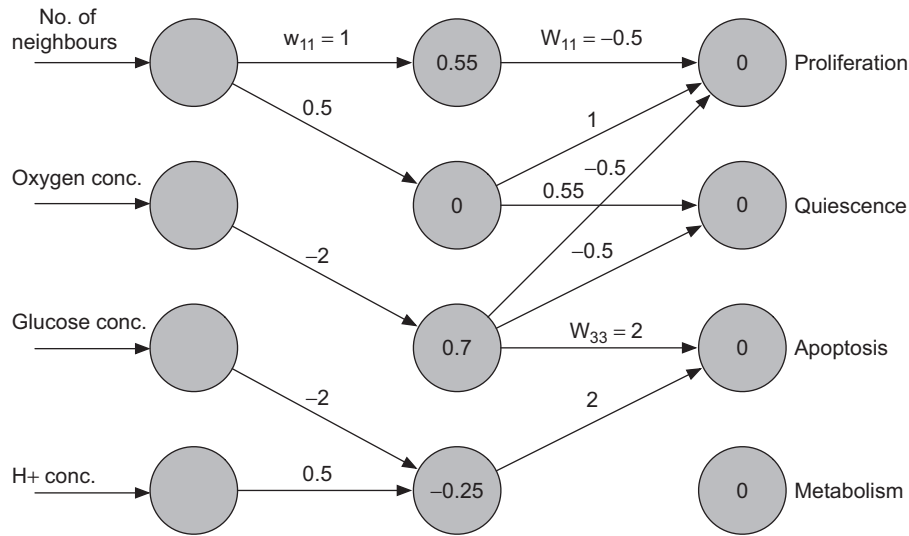 No. of
neighbours
w11 = 1
0.55
W11 = −0.5
0
Proliferation
0.5
1
Oxygen conc.
−0.5
0.55
0
0
Quiescence
−2
−0.5
Glucose conc.
0.7
W33 = 2
0
Apoptosis
−2
2
H+ conc.
0.5
−0.25
0
Metabolism